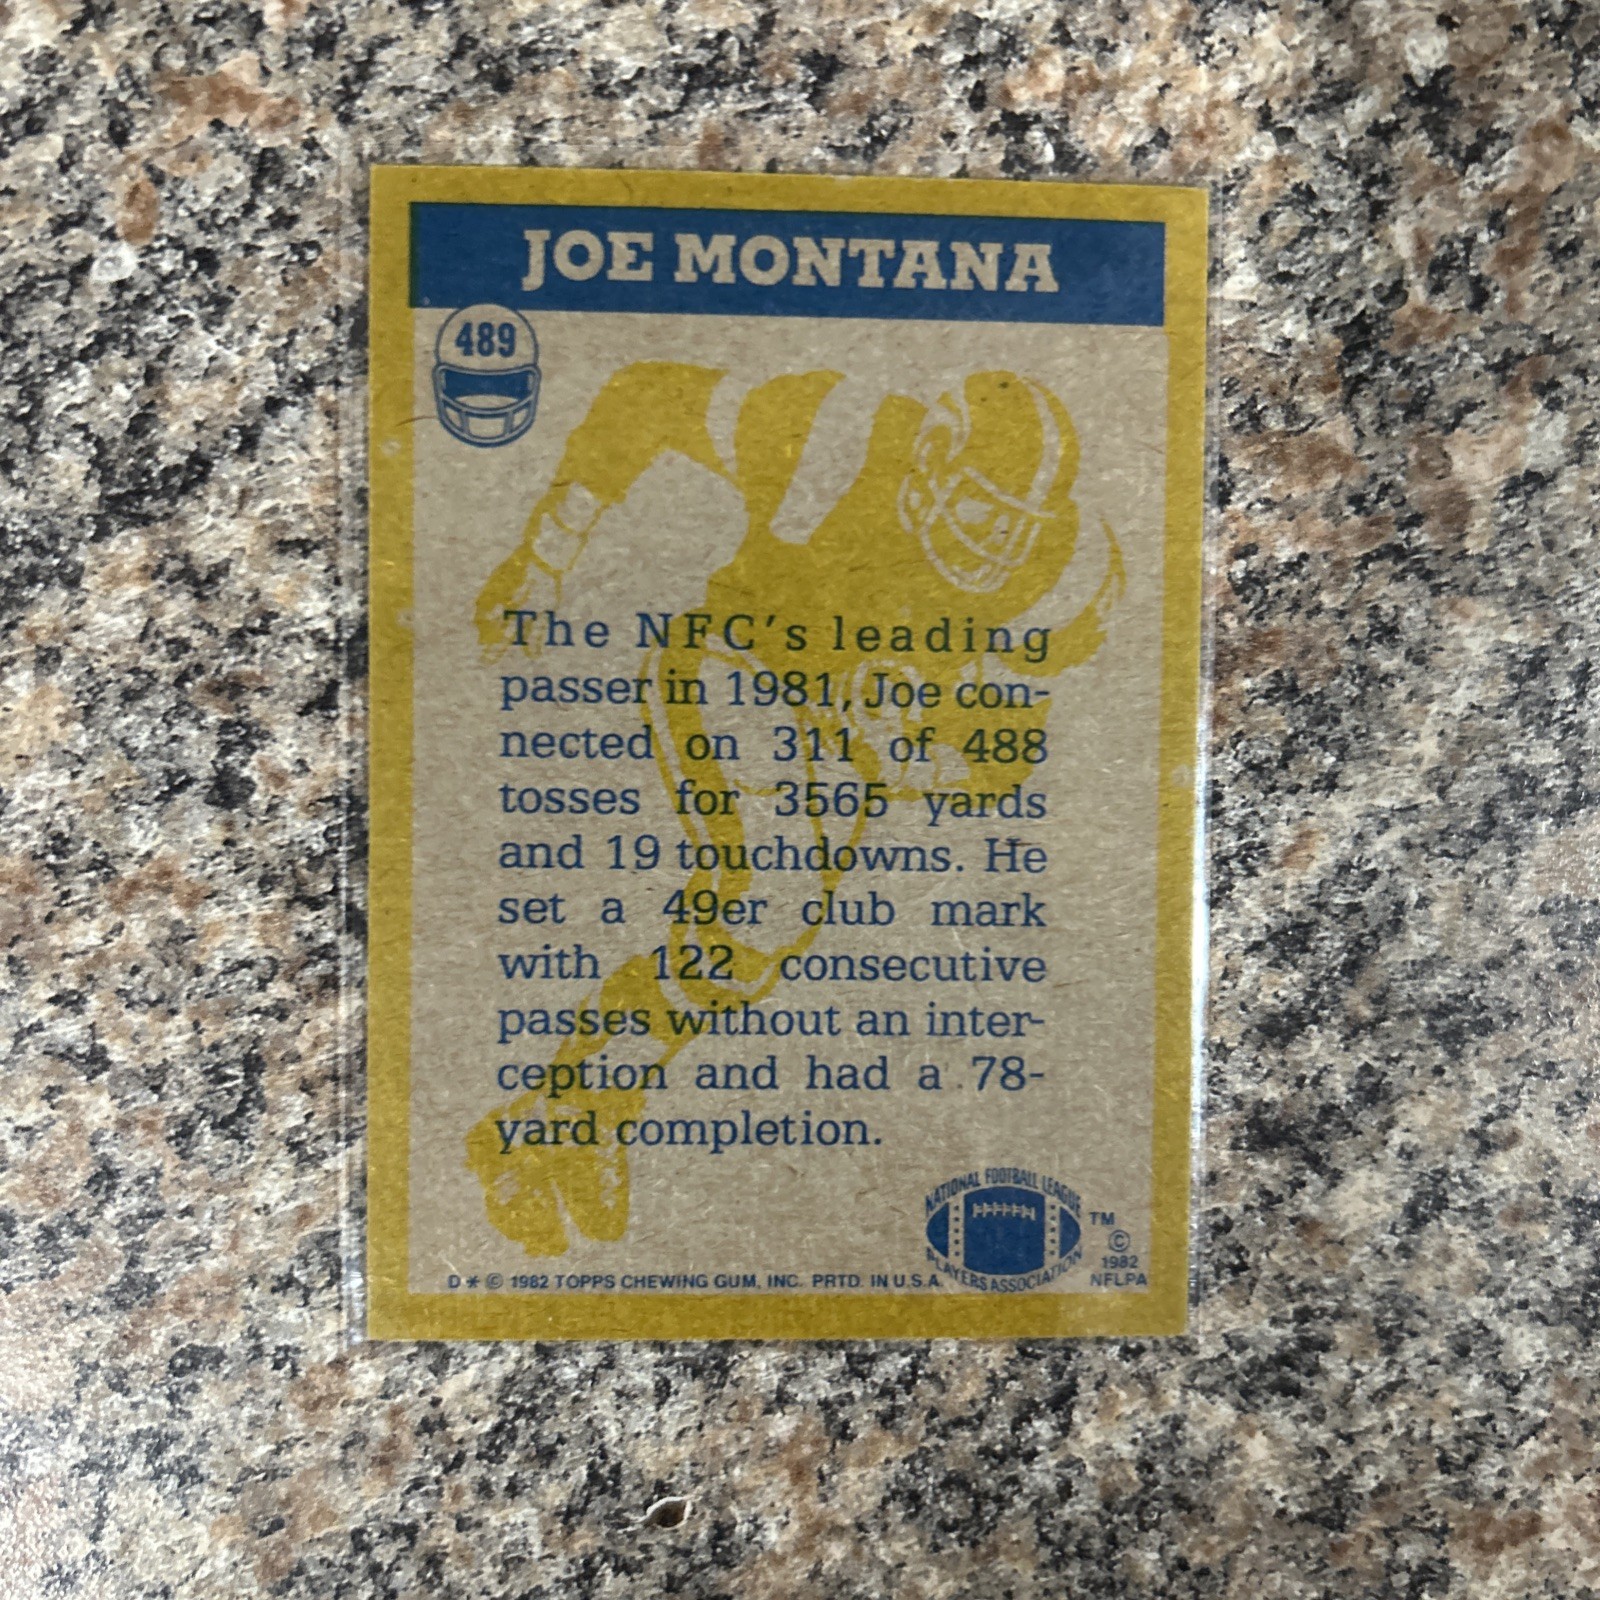 JOE MONTANA
489
The NFC's leading
passer in 1981, Joe con-
nected on 311 of 488
tosses for 3565 yards
and 19 touchdowns. He
set a 49er club mark
with 122 consecutive
passes without an inter-
ception and had a 78-
yard completion.
NATIONAL FOOTBALL LEAGUE
PLAYERS ASSOCIATION
TM
©
1982
NFLPA
D * © 1982 TOPPS CHEWING GUM, INC. PRTD. IN U.S.A.